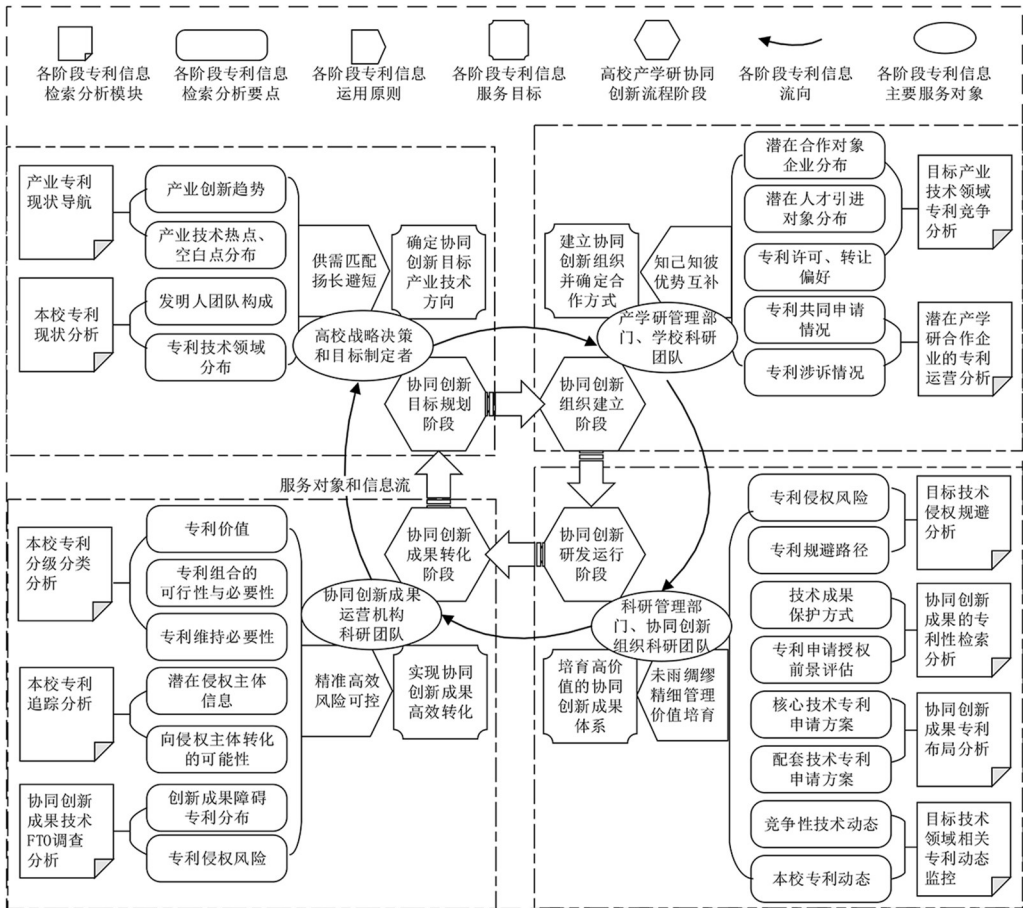 各阶段专利信息
检索分析模块
各阶段专利信息
检索分析要点
各阶段专利信息
运用原则
各阶段专利信息
服务目标
高校产学研协同
创新流程阶段
各阶段专利信息
流向
各阶段专利信息
主要服务对象
产业专利
现状导航
产业创新趋势
产业技术热点、
空白点分布
本校专利
现状分析
发明人团队构成
专利技术领域
分布
供需匹配
扬长避短
确定协同
创新目标
产业技术
方向
高校战略决策
和目标制定者
协同创新
目标规划
阶段
建立协同
创新组织
并确定合
作方式
知己知彼
优势互补
产学研管理部
门、学校科研
团队
协同创新
组织建立
阶段
潜在合作对象
企业分布
潜在人才引进
对象分布
专利许可、转让
偏好
专利共同申请
情况
专利涉诉情况
目标产业
技术领域
专利竞争
分析
潜在产学
研合作企
业的专利
运营分析
服务对象和信息流
本校专利
分级分类
分析
专利价值
专利组合的
可行性与必要性
专利维持必要性
本校专利
追踪分析
潜在侵权主体
信息
向侵权主体转化
的可能性
协同创新
成果技术
FTO调查
分析
创新成果障碍
专利分布
专利侵权风险
协同创新
成果转化
阶段
协同创新成果
运营机构
科研团队
精准高效
风险可控
实现协同
创新成果
高效转化
协同创新
研发运行
阶段
科研管理部
门、协同创新
组织科研团队
培育高价
值的协同
创新成果
体系
未雨绸缪
精细管理
价值培育
专利侵权风险
专利规避路径
技术成果
保护方式
专利申请授权
前景评估
核心技术专利
申请方案
配套技术专利
申请方案
竞争性技术动态
本校专利动态
目标技术
侵权规避
分析
协同创新
成果的专
利性检索
分析
协同创新
成果专利
布局分析
目标技术
领域相关
专利动态
监控